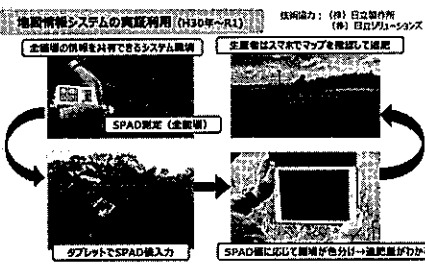 地図情報システムの実証利用 (H30年~R1)
技術協力：(株) 日立製作所
(株) 日立ソリューションズ
全圃場の情報を共有できるシステム構築
生産者はスマホでマップを確認して追肥
SPAD測定（全圃場）
タブレットでSPAD値入力
SPAD値に応じて圃場が色分け→追肥量がわかる